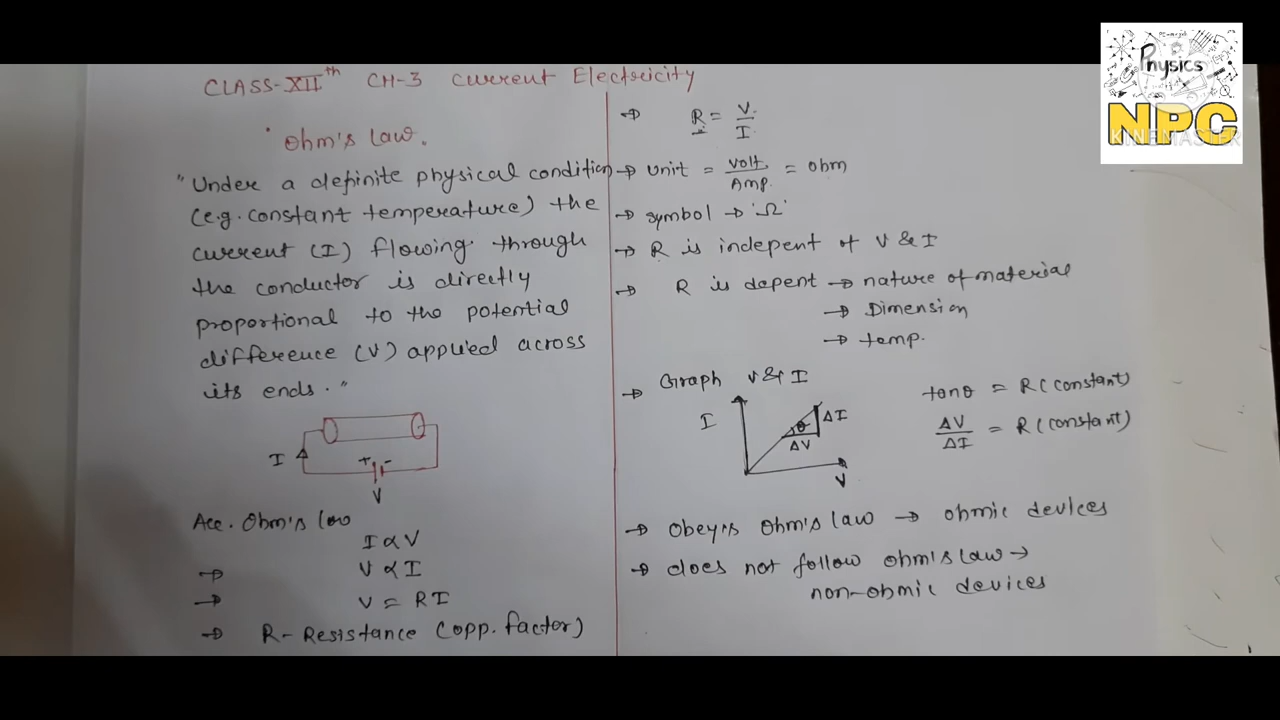 CLASS-XIIth CH-3 Current Electricity
Ohm's law.
"Under a definite physical condition
(e.g. constant temperature) the
current (I) flowing through
the conductor is directly
proportional to the potential
difference (V) applied across
its ends."
I
+ -
V
Acc. Ohm's law
I ∝ V
→ V ∝ I
→ V = RI
→ R - Resistance (opp. factor)
→ R = V/I
→ unit = volt/Amp. = ohm
→ symbol → 'Ω'
→ R is indepent of V & I
→ R is depent → nature of material
→ Dimension
→ temp.
→ Graph V & I
I
θ
ΔI
ΔV
V
tanθ = R (constant)
ΔV/ΔI = R (constant)
→ obey's ohm's law → ohmic devices
→ does not follow ohm's law →
non-ohmic devices
Physics
NPC
KINEMASTER